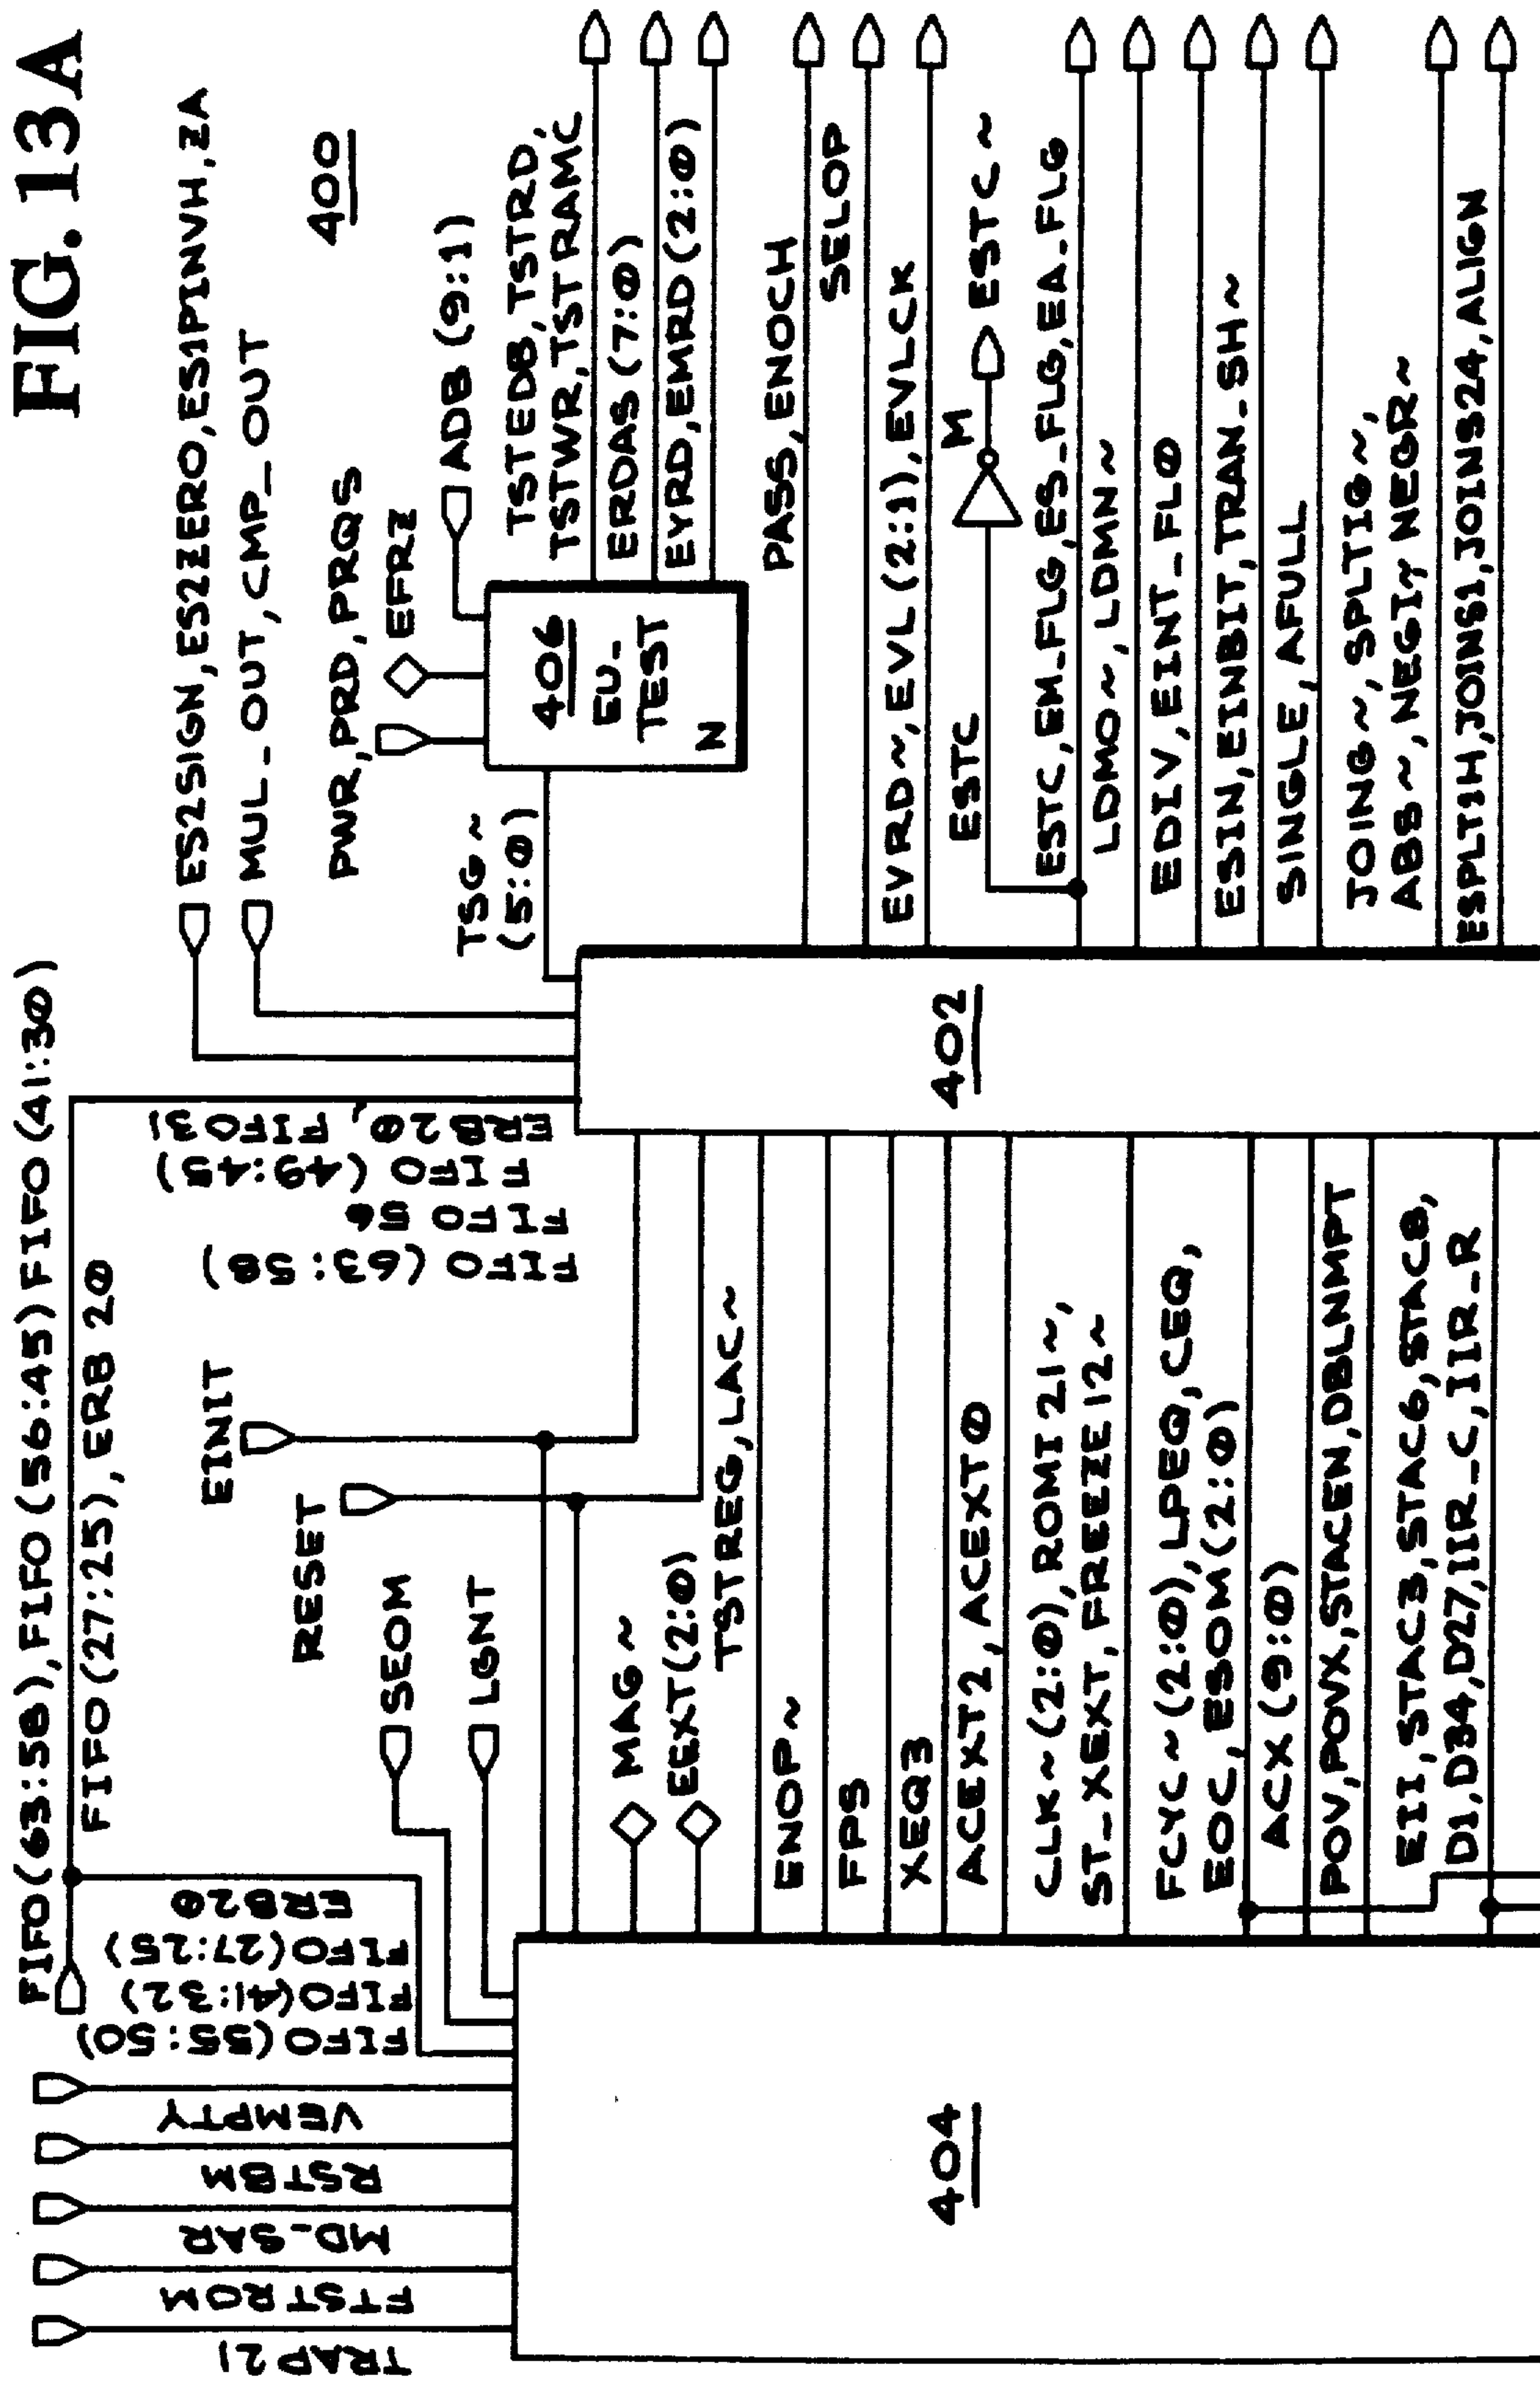 FIG. 13A
400
FIFO(63:58),FIFO(56:45)FIFO(41:30)
FIFO(27:25),ERB 20
ES2SIGN,ES2ZERO,ES1PINVH,ZA
MUL_OUT,CMP_OUT
PWR,PRD,PRQS
EFRZ
ADB(9:1)
TSG~
(5:0)
406
EU-
TEST
N
TSTEDB,TSTRD,
TSTWR,TSTRAMC
ERDAS(7:0)
EYRD,EMRD(2:0)
PASS,ENOCH
SELOP
EVRD~,EVL(2:1),EVLCK
ESTC
M
ESTC~
ESTC,EM_FLG,ES_FLG,EA_FLG
LDMO~,LDMN~
EDIV,EINT_FL0
ESIN,EINBIT,TRAN_SH~
SINGLE,AFULL
JOING~,SPLTIG~,
ABS~,NEGI~,NEGR~
ESPLT1H,JOINS1,JOINS24,ALIGN
402
ERB20, FIFO31
FIFO(49:45)
FIFO 56
FIFO(63:58)
EINIT
RESET
SEOM
LGNT
MAG~
EEXT(2:0)
TSTREG,LAC~
ENOP~
FPS
XEQ3
ACEXT2,ACEXT0
CLK~(2:0),ROMI21~,
ST_XEXT,FREEZE12~
FCYC~(2:0),LPEQ,CEQ,
EOC,ESOM(2:0)
ACX(9:0)
POV,POVX,STACEN,DBLNMPT
EII,STAC3,STAC6,STAC8,
D1,D34,D27,IIR_C,IIR_R
ERB20
FIFO(27:25)
FIFO(41:32)
FIFO(55:50)
VEMPTY
RSTBM
MD_SAR
FTSTROM
TRAP21
404